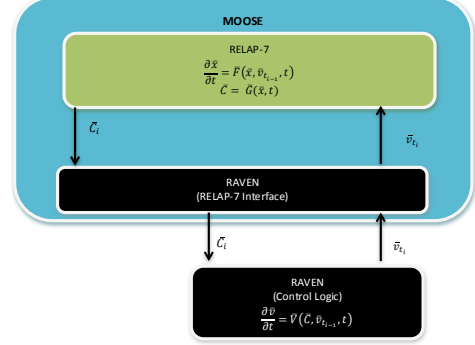 MOOSE
RELAP-7
∂x̄/∂t = F̄(x̄, v̄_{t_{i-1}}, t)
C̄ = Ḡ(x̄, t)
C̄_i
v̄_{t_i}
RAVEN
(RELAP-7 Interface)
C̄_i
v̄_{t_i}
RAVEN
(Control Logic)
∂v̄/∂t = V̄(C̄, v̄_{t_{i-1}}, t)